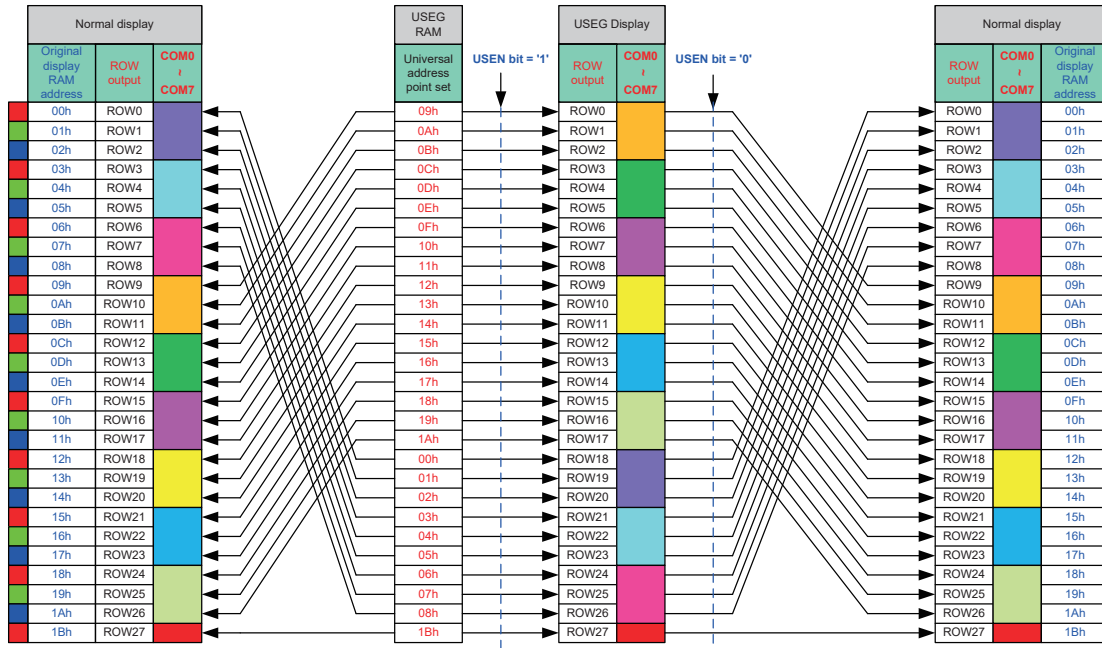 Normal display USEG RAM USEG Display Normal display
Original display RAM address ROW output COM0 ~ COM7 Universal address point set USEN bit = '1' ROW output COM0 ~ COM7 USEN bit = '0' ROW output COM0 ~ COM7 Original display RAM address
00h ROW0 09h ROW0 ROW0 00h
01h ROW1 0Ah ROW1 ROW1 01h
02h ROW2 0Bh ROW2 ROW2 02h
03h ROW3 0Ch ROW3 ROW3 03h
04h ROW4 0Dh ROW4 ROW4 04h
05h ROW5 0Eh ROW5 ROW5 05h
06h ROW6 0Fh ROW6 ROW6 06h
07h ROW7 10h ROW7 ROW7 07h
08h ROW8 11h ROW8 ROW8 08h
09h ROW9 12h ROW9 ROW9 09h
0Ah ROW10 13h ROW10 ROW10 0Ah
0Bh ROW11 14h ROW11 ROW11 0Bh
0Ch ROW12 15h ROW12 ROW12 0Ch
0Dh ROW13 16h ROW13 ROW13 0Dh
0Eh ROW14 17h ROW14 ROW14 0Eh
0Fh ROW15 18h ROW15 ROW15 0Fh
10h ROW16 19h ROW16 ROW16 10h
11h ROW17 1Ah ROW17 ROW17 11h
12h ROW18 00h ROW18 ROW18 12h
13h ROW19 01h ROW19 ROW19 13h
14h ROW20 02h ROW20 ROW20 14h
15h ROW21 03h ROW21 ROW21 15h
16h ROW22 04h ROW22 ROW22 16h
17h ROW23 05h ROW23 ROW23 17h
18h ROW24 06h ROW24 ROW24 18h
19h ROW25 07h ROW25 ROW25 19h
1Ah ROW26 08h ROW26 ROW26 1Ah
1Bh ROW27 1Bh ROW27 ROW27 1Bh